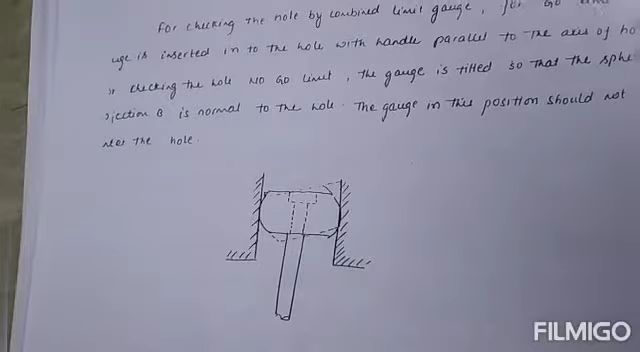 For checking the hole by combined limit gauge, for Go
uge is inserted in to the hole with handle parallel to the axis of ho
checking the hole NO GO limit, the gauge is tilted so that the sphe
jection B is normal to the hole. The gauge in this position should not
the hole.
FILMIGO